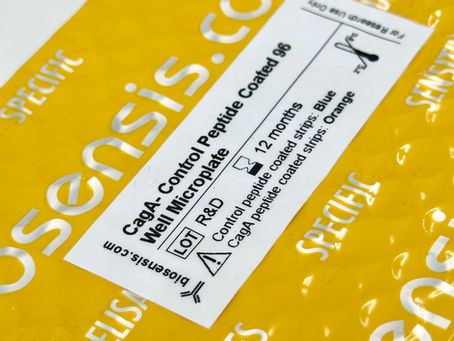 SPECIFIC
osensis.co
SENSIT
For Research Use Only
CagA- Control Peptide Coated 96
Well Microplate
LOT R&D
12 months
Control peptide coated strips: Blue
CagA peptide coated strips: Orange
biosensis.com
SPECIFIC
ELISA